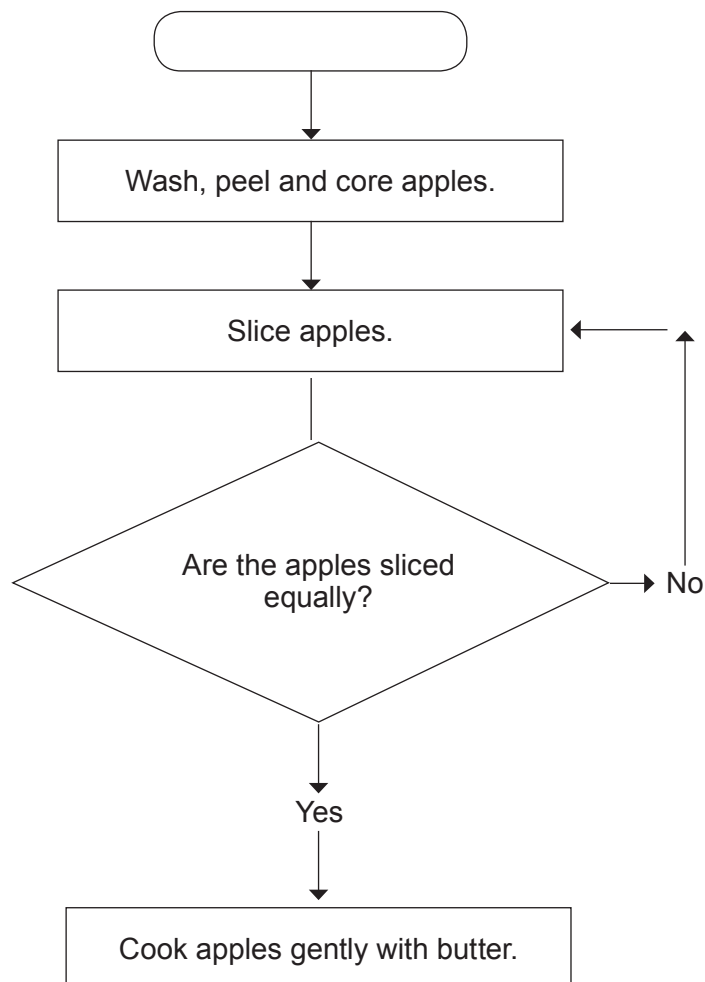 Wash, peel and core apples.
Slice apples.
Are the apples sliced
equally?
No
Yes
Cook apples gently with butter.